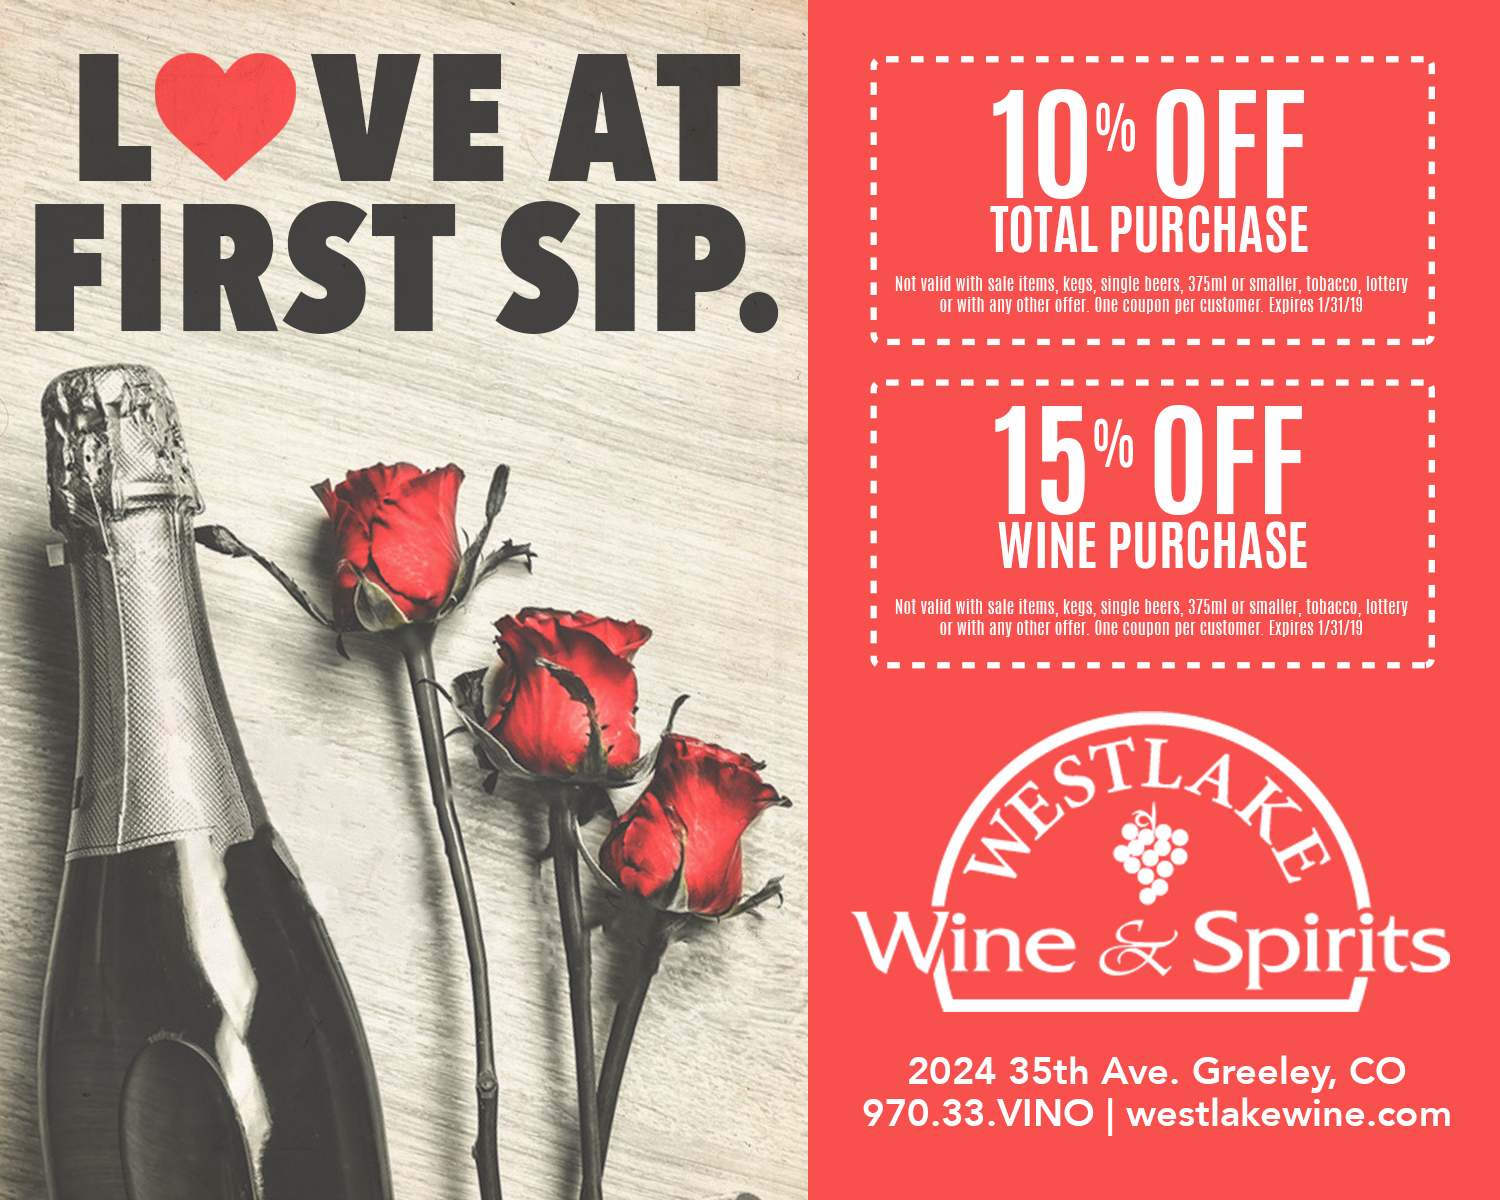 L❤VE AT
FIRST SIP.
10% OFF
TOTAL PURCHASE
Not valid with sale items, kegs, single beers, 375ml or smaller, tobacco, lottery
or with any other offer. One coupon per customer. Expires 1/31/19
15% OFF
WINE PURCHASE
Not valid with sale items, kegs, single beers, 375ml or smaller, tobacco, lottery
or with any other offer. One coupon per customer. Expires 1/31/19
WESTLAKE
Wine & Spirits
2024 35th Ave. Greeley, CO
970.33.VINO | westlakewine.com